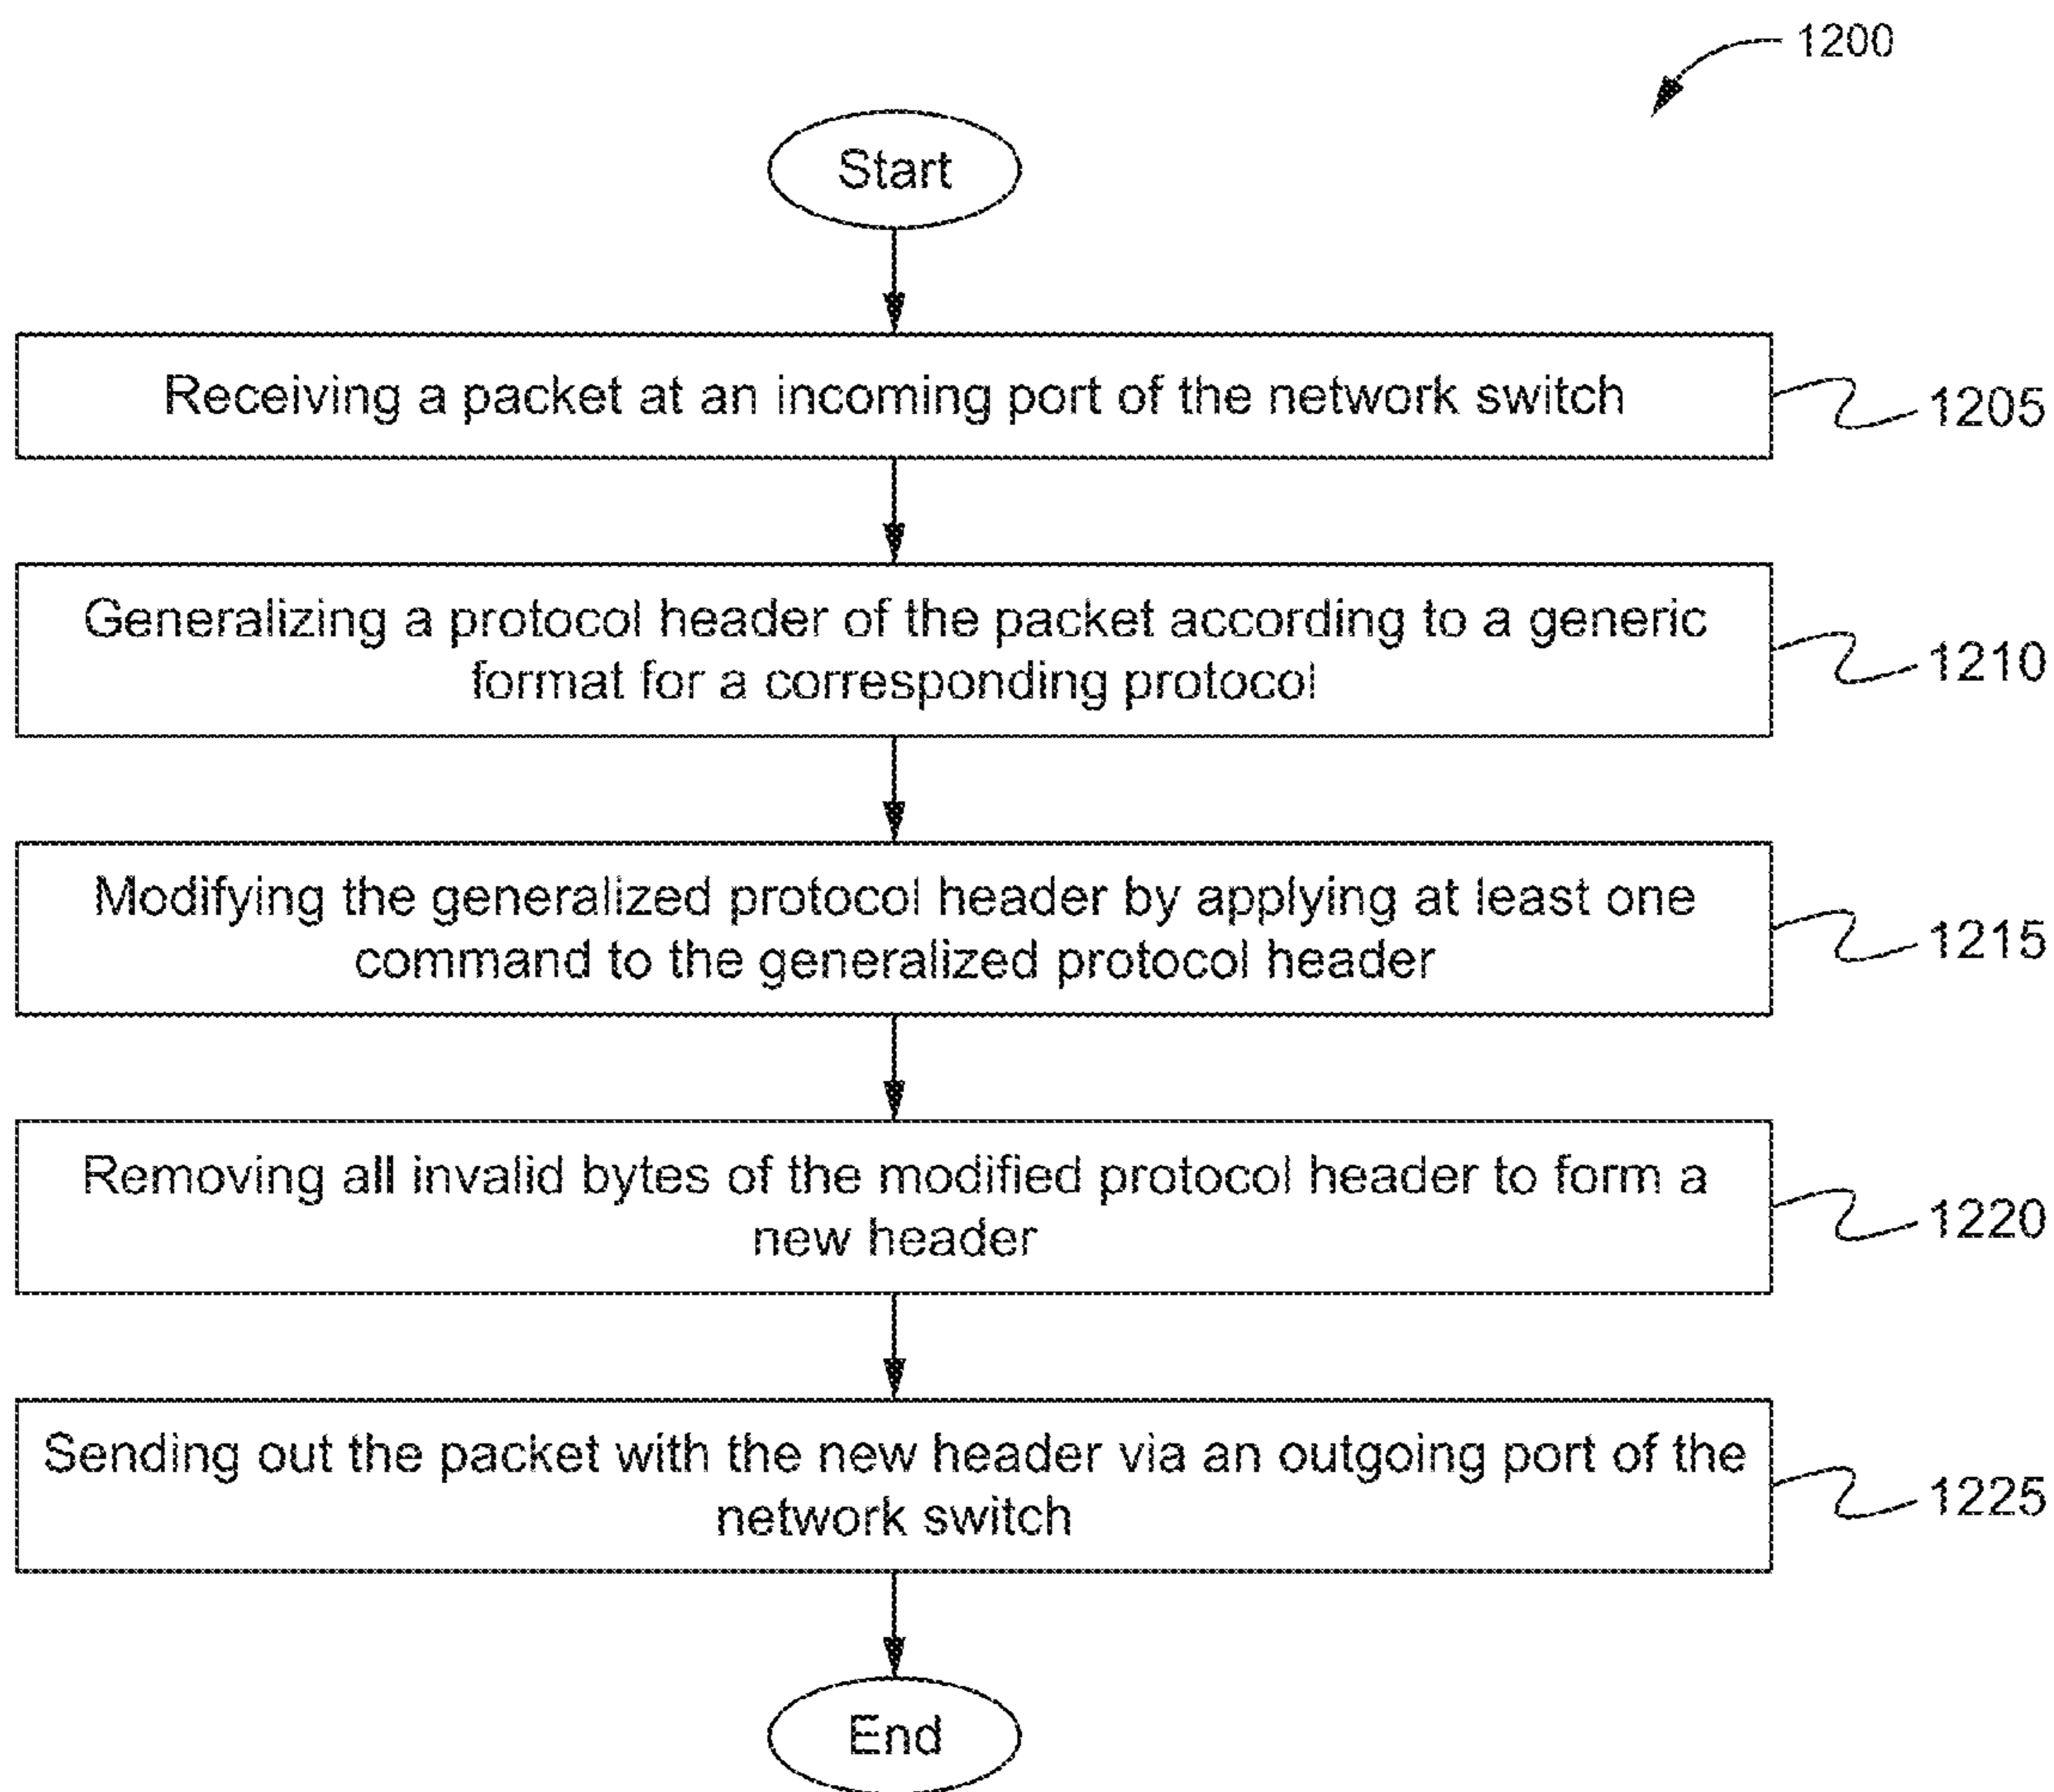 1200
Start
Receiving a packet at an incoming port of the network switch
1205
Generalizing a protocol header of the packet according to a generic
format for a corresponding protocol
1210
Modifying the generalized protocol header by applying at least one
command to the generalized protocol header
1215
Removing all invalid bytes of the modified protocol header to form a
new header
1220
Sending out the packet with the new header via an outgoing port of the
network switch
1225
End